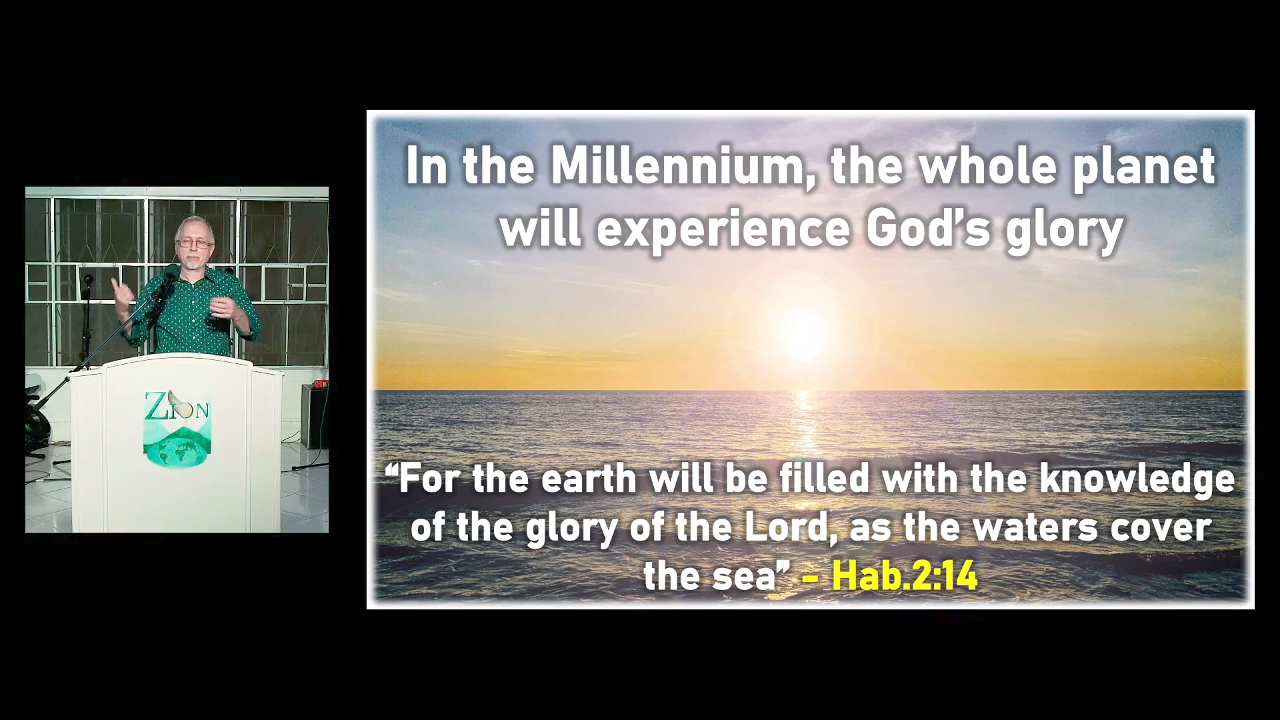 In the Millennium, the whole planet
will experience God's glory
ZION
“For the earth will be filled with the knowledge
of the glory of the Lord, as the waters cover
the sea” - Hab.2:14